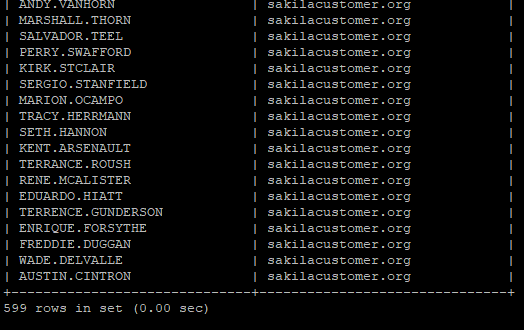 | ANDY.VANHORN | sakilacustomer.org |
| MARSHALL.THORN | sakilacustomer.org |
| SALVADOR.TEEL | sakilacustomer.org |
| PERRY.SWAFFORD | sakilacustomer.org |
| KIRK.STCLAIR | sakilacustomer.org |
| SERGIO.STANFIELD | sakilacustomer.org |
| MARION.OCAMPO | sakilacustomer.org |
| TRACY.HERRMANN | sakilacustomer.org |
| SETH.HANNON | sakilacustomer.org |
| KENT.ARSENAULT | sakilacustomer.org |
| TERRANCE.ROUSH | sakilacustomer.org |
| RENE.MCALISTER | sakilacustomer.org |
| EDUARDO.HIATT | sakilacustomer.org |
| TERRENCE.GUNDERSON | sakilacustomer.org |
| ENRIQUE.FORSYTHE | sakilacustomer.org |
| FREDDIE.DUGGAN | sakilacustomer.org |
| WADE.DELVALLE | sakilacustomer.org |
| AUSTIN.CINTRON | sakilacustomer.org |
+------------------------------+-------------------------------+
599 rows in set (0.00 sec)